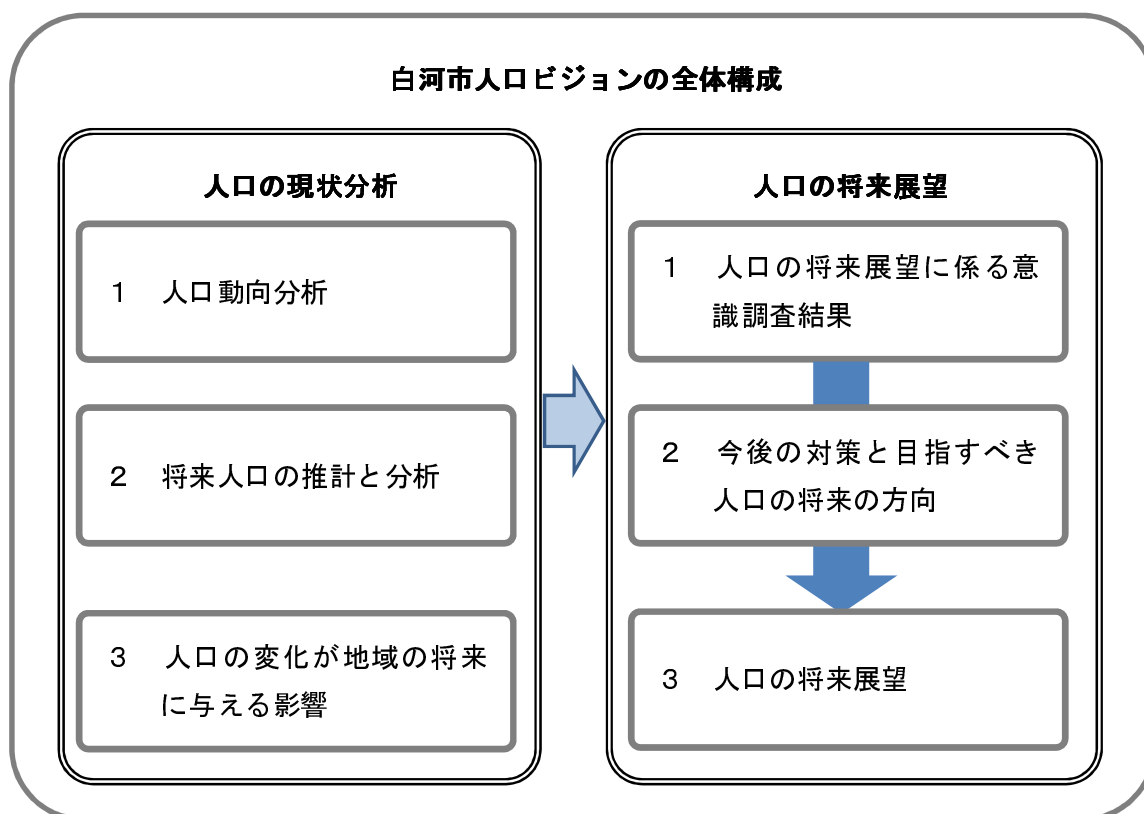 白河市人口ビジョンの全体構成
人口の現状分析
１　人口動向分析
２　将来人口の推計と分析
３　人口の変化が地域の将来
に与える影響
人口の将来展望
１　人口の将来展望に係る意
識調査結果
２　今後の対策と目指すべき
人口の将来の方向
３　人口の将来展望